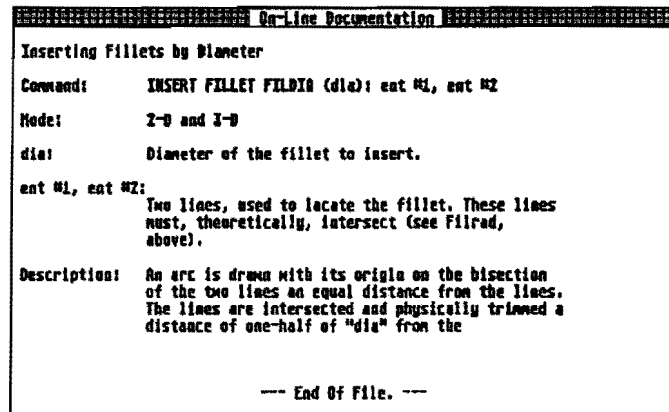 On-Line Documentation
Inserting Fillets by Diameter
Command: INSERT FILLET FILDIA (dia): ent #1, ent #2
Mode: 2-D and 3-D
dia: Diameter of the fillet to insert.
ent #1, ent #2:
Two lines, used to locate the fillet. These lines
must, theoretically, intersect (see Filrad,
above).
Description: An arc is drawn with its origin on the bisection
of the two lines an equal distance from the lines.
The lines are intersected and physically trimmed a
distance of one-half of "dia" from the
--- End Of File. ---